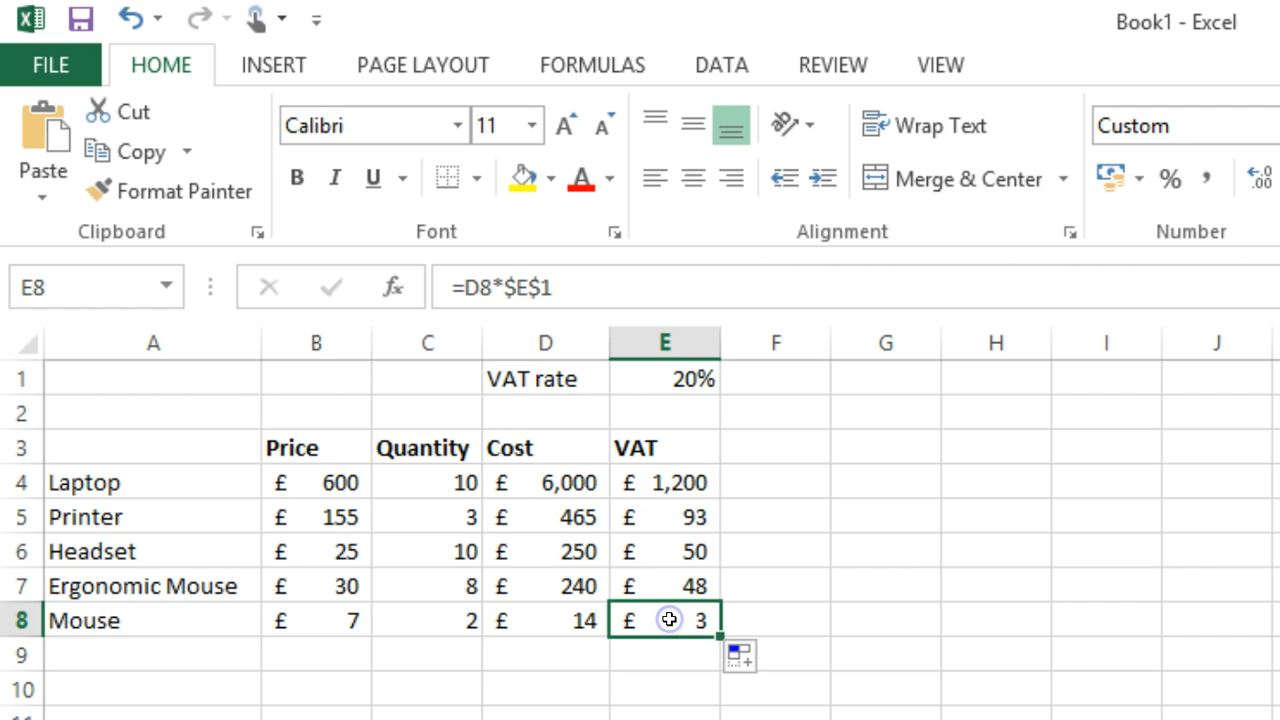 Book1 - Excel
FILE HOME INSERT PAGE LAYOUT FORMULAS DATA REVIEW VIEW
Cut
Copy
Format Painter
Paste
Calibri 11
B I U A
Wrap Text
Merge & Center
Custom
% , .00
Clipboard Font Alignment Number
E8 fx =D8*$E$1
A B C D E F G H I J
1 VAT rate 20%
2
3 Price Quantity Cost VAT
4 Laptop £ 600 10 £ 6,000 £ 1,200
5 Printer £ 155 3 £ 465 £ 93
6 Headset £ 25 10 £ 250 £ 50
7 Ergonomic Mouse £ 30 8 £ 240 £ 48
8 Mouse £ 7 2 £ 14 £ 3
9
10